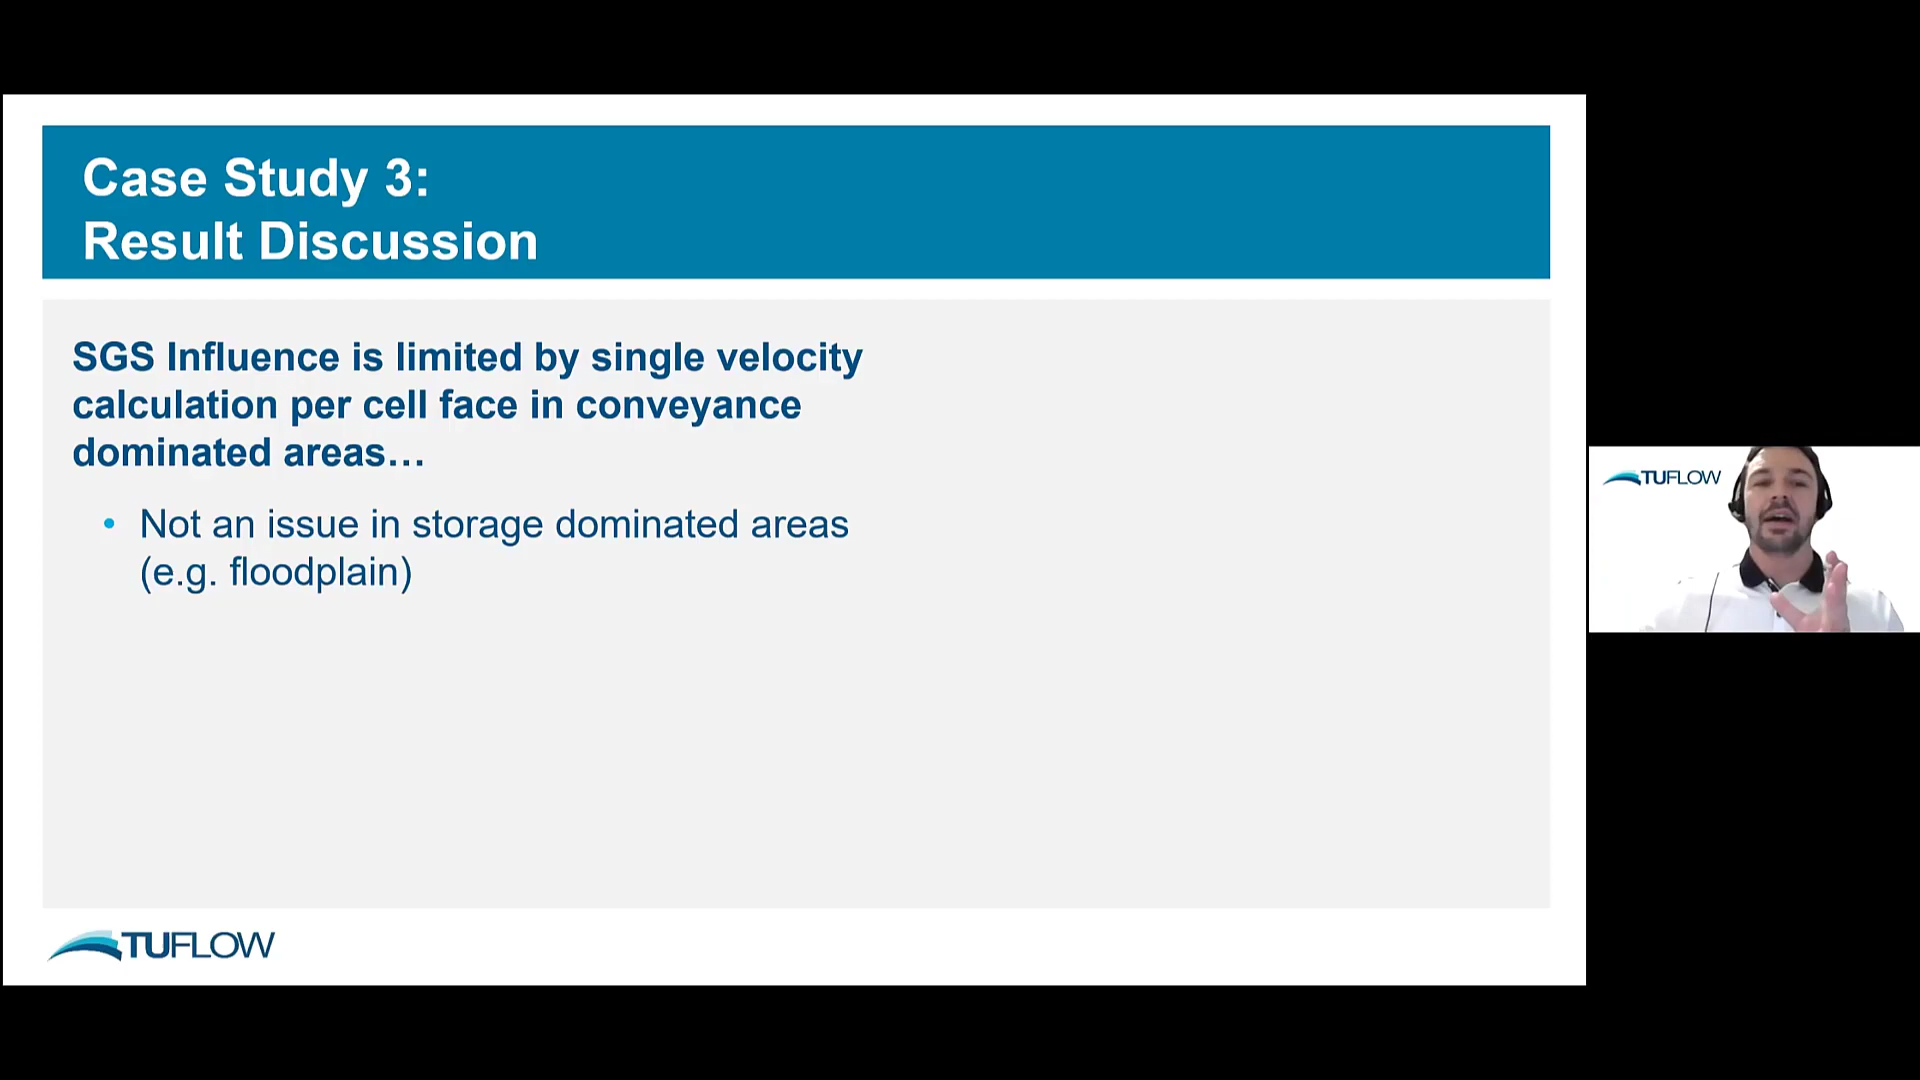 Case Study 3:
Result Discussion
SGS Influence is limited by single velocity
calculation per cell face in conveyance
dominated areas…
• Not an issue in storage dominated areas
(e.g. floodplain)
TUFLOW
TUFLOW